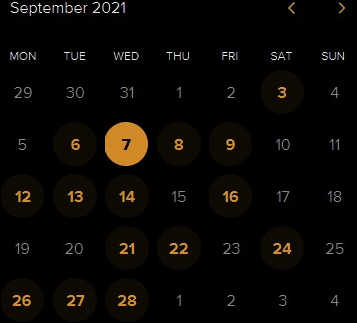 September 2021
MON TUE WED THU FRI SAT SUN
29 30 31 1 2 3 4
5 6 7 8 9 10 11
12 13 14 15 16 17 18
19 20 21 22 23 24 25
26 27 28 1 2 3 4